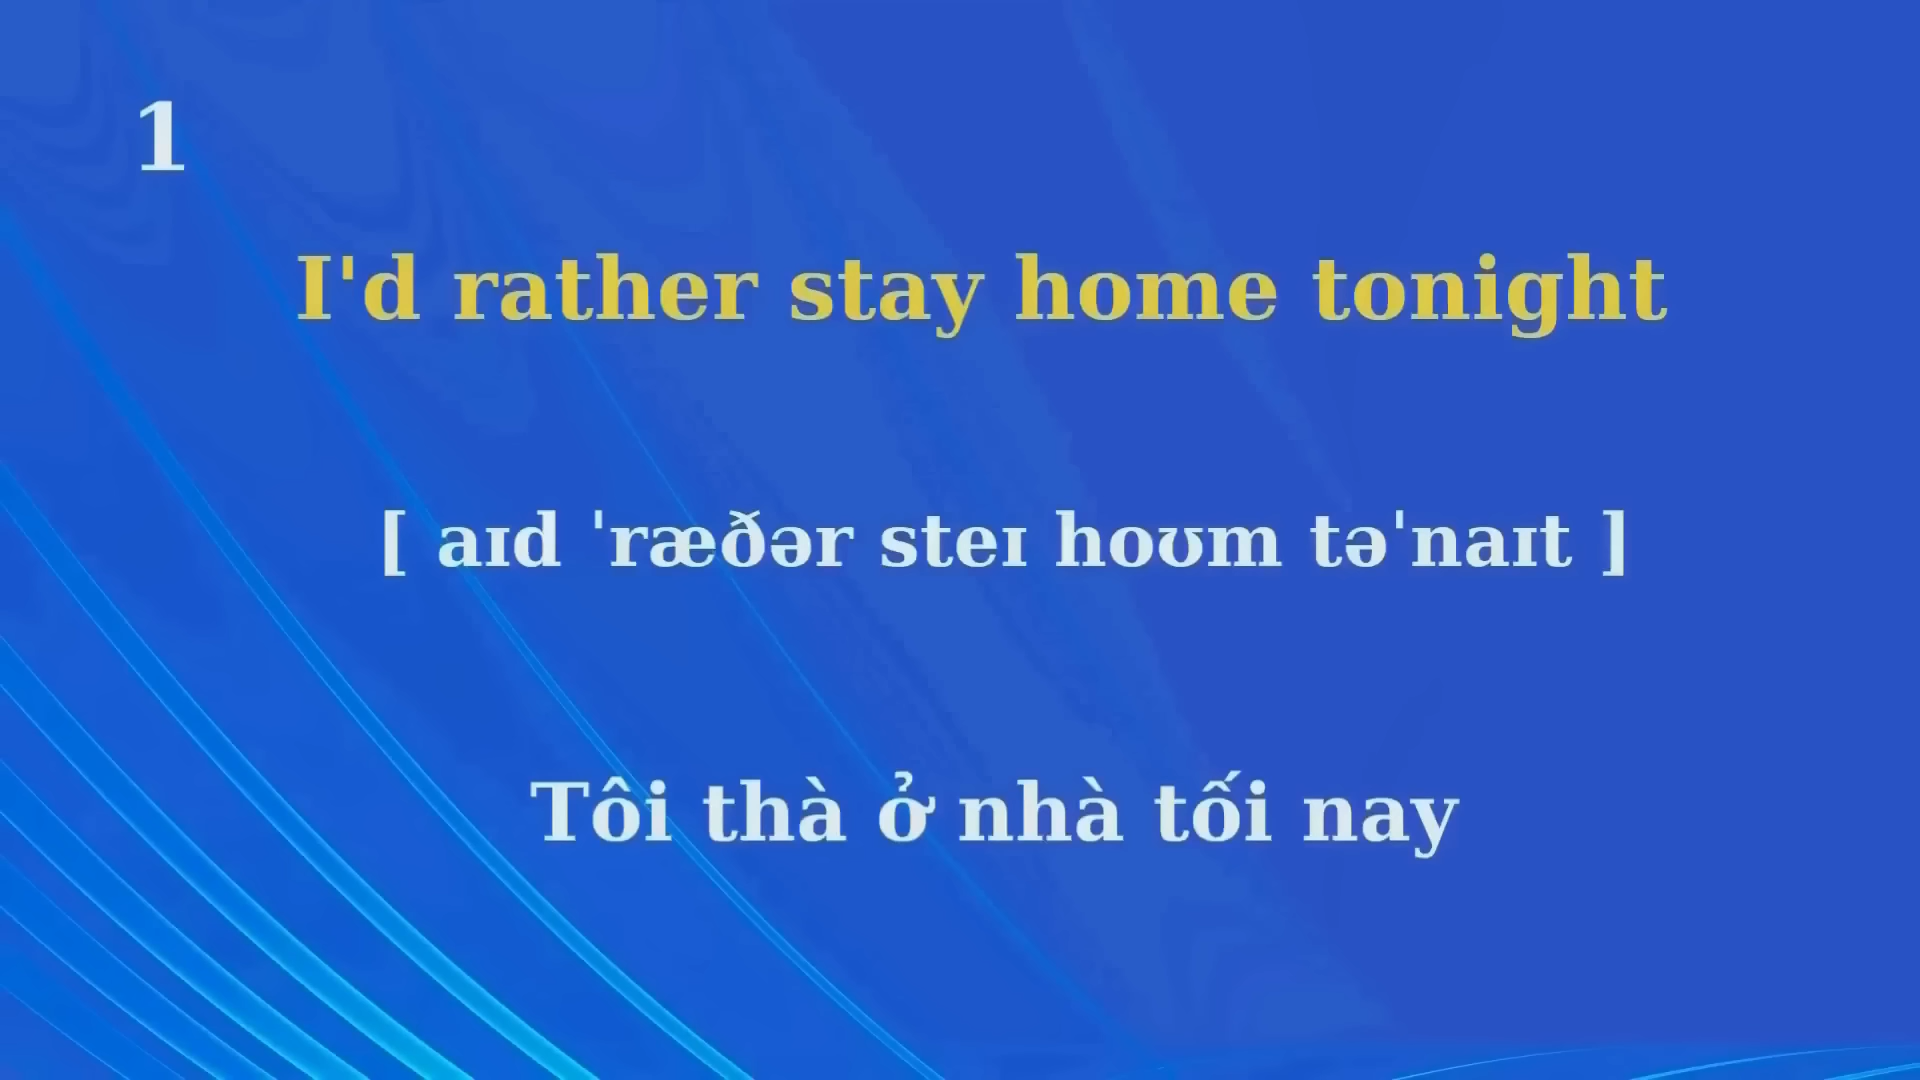 1
I'd rather stay home tonight
[ aɪd ˈræðər steɪ hoʊm təˈnaɪt ]
Tôi thà ở nhà tối nay